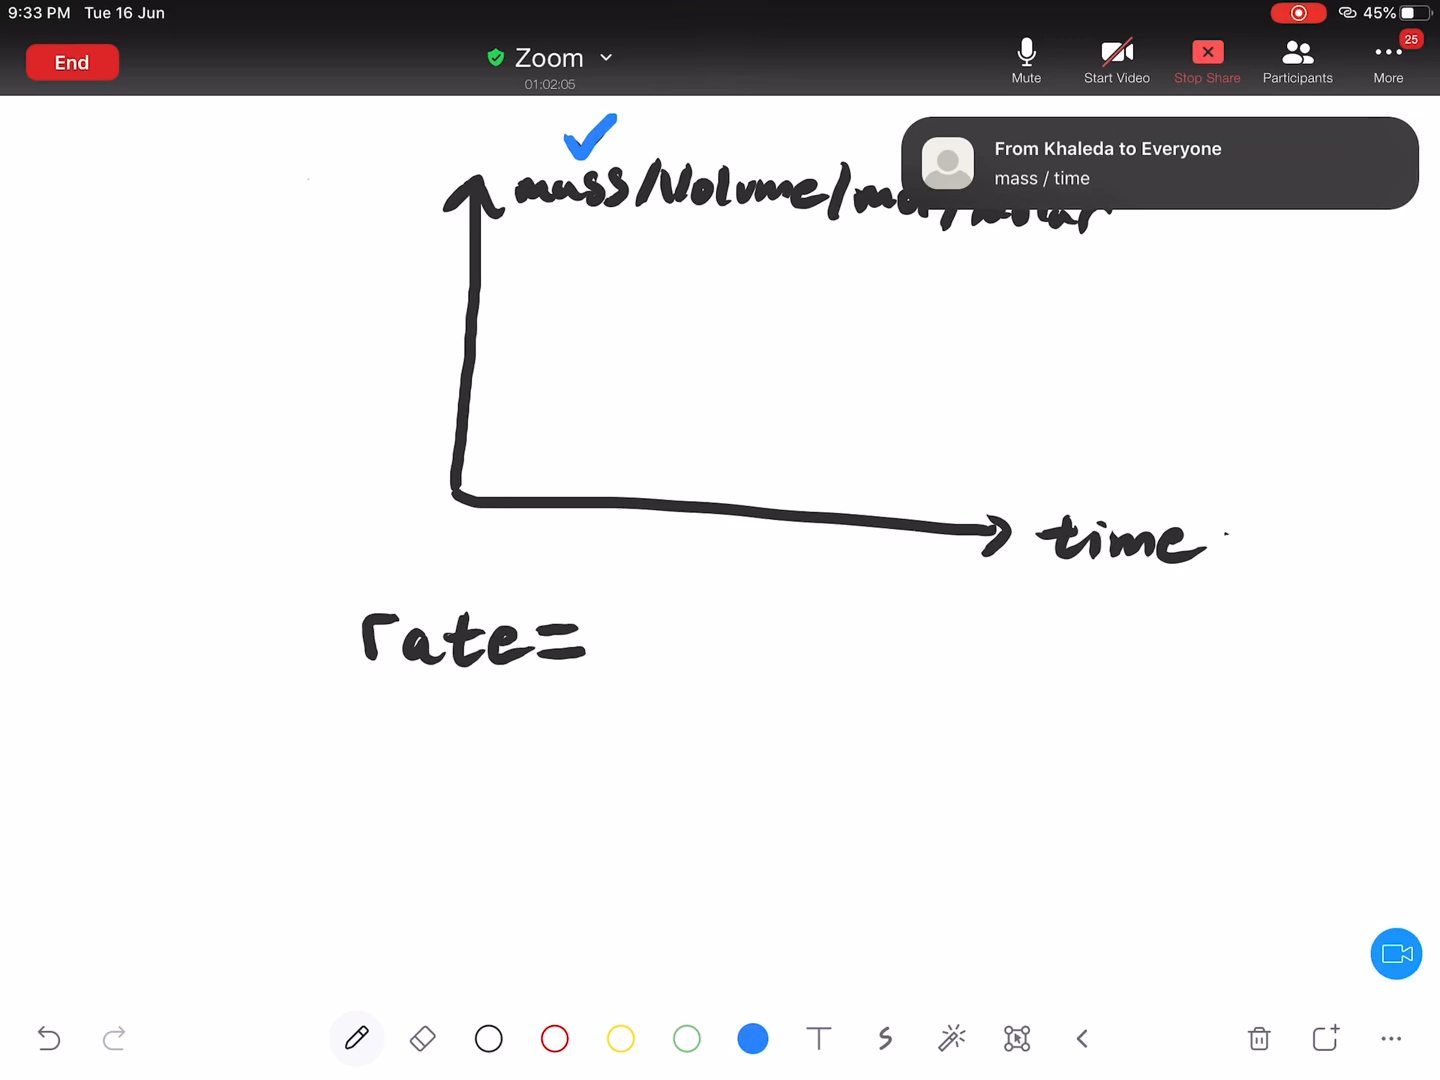 9:33 PM Tue 16 Jun
45%
End
Zoom
01:02:05
Mute
Start Video
Stop Share
Participants
More
25
From Khaleda to Everyone
mass / time
mass/Volume/
time
rate=
T